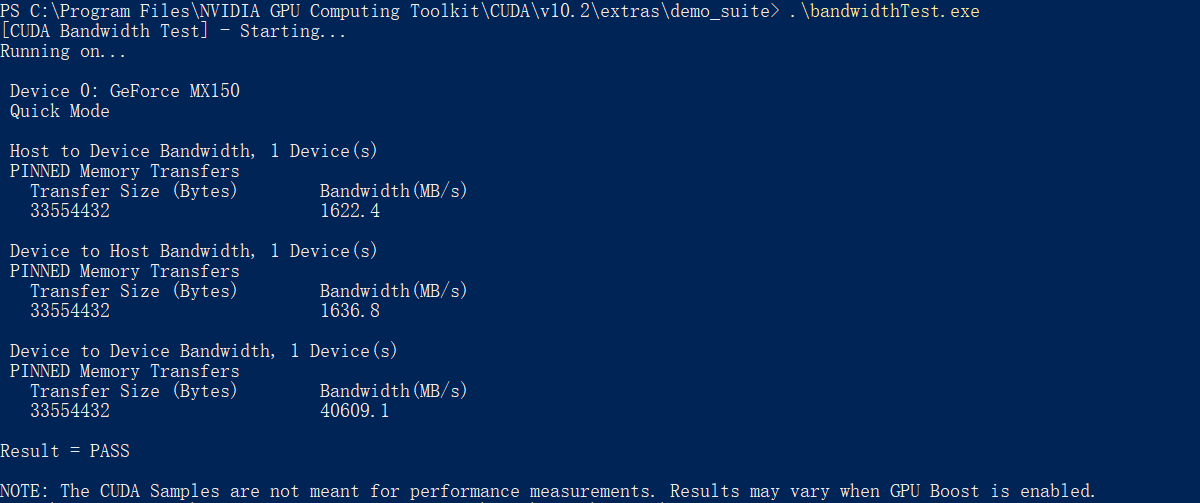 PS C:\Program Files\NVIDIA GPU Computing Toolkit\CUDA\v10.2\extras\demo_suite> .\bandwidthTest.exe
[CUDA Bandwidth Test] - Starting...
Running on...
Device 0: GeForce MX150
Quick Mode
Host to Device Bandwidth, 1 Device(s)
PINNED Memory Transfers
Transfer Size (Bytes) Bandwidth(MB/s)
33554432 1622.4
Device to Host Bandwidth, 1 Device(s)
PINNED Memory Transfers
Transfer Size (Bytes) Bandwidth(MB/s)
33554432 1636.8
Device to Device Bandwidth, 1 Device(s)
PINNED Memory Transfers
Transfer Size (Bytes) Bandwidth(MB/s)
33554432 40609.1
Result = PASS
NOTE: The CUDA Samples are not meant for performance measurements. Results may vary when GPU Boost is enabled.